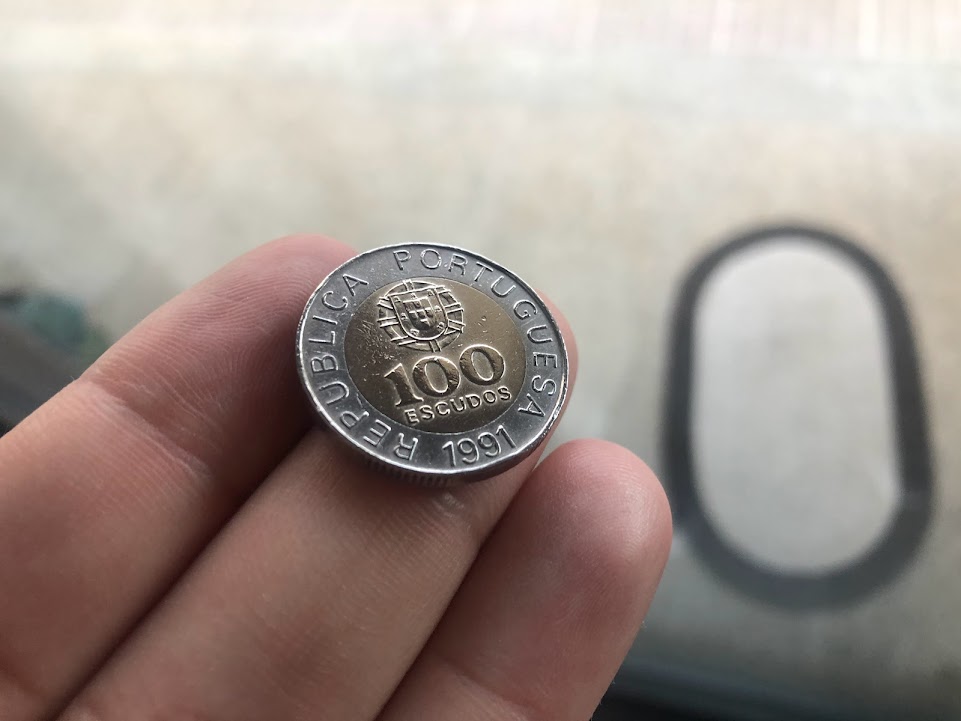 REPUBLICA PORTUGUESA
100
ESCUDOS
1991